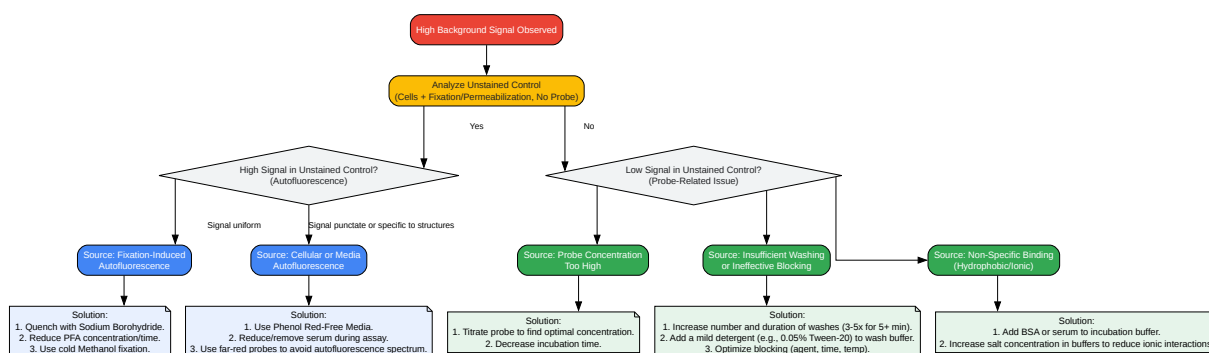 High Background Signal Observed
Analyze Unstained Control
(Cells + Fixation/Permeabilization, No Probe)
Yes
No
High Signal in Unstained Control?
(Autofluorescence)
Low Signal in Unstained Control?
(Probe-Related Issue)
Signal uniform
Signal punctate or specific to structures
Source: Fixation-Induced
Autofluorescence
Source: Cellular or Media
Autofluorescence
Source: Probe Concentration
Too High
Source: Insufficient Washing
or Ineffective Blocking
Source: Non-Specific Binding
(Hydrophobic/Ionic)
Solution:
1. Quench with Sodium Borohydride.
2. Reduce PFA concentration/time.
3. Use cold Methanol fixation.
Solution:
1. Use Phenol Red-Free Media.
2. Reduce/remove serum during assay.
3. Use far-red probes to avoid autofluorescence spectrum.
Solution:
1. Titrate probe to find optimal concentration.
2. Decrease incubation time.
Solution:
1. Increase number and duration of washes (3-5x for 5+ min).
2. Add a mild detergent (e.g., 0.05% Tween-20) to wash buffer.
3. Optimize blocking (agent, time, temp).
Solution:
1. Add BSA or serum to incubation buffer.
2. Increase salt concentration in buffers to reduce ionic interactions